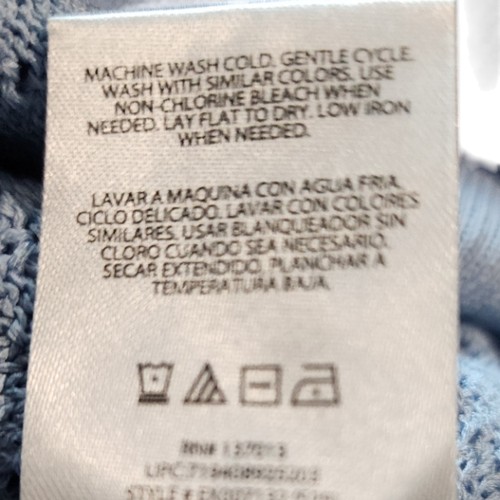 MACHINE WASH COLD. GENTLE CYCLE.
WASH WITH SIMILAR COLORS. USE
NON-CHLORINE BLEACH WHEN
NEEDED. LAY FLAT TO DRY. LOW IRON
WHEN NEEDED.
LAVAR A MAQUINA CON AGUA FRIA.
CICLO DELICADO. LAVAR CON COLORES
SIMILARES. USAR BLANQUEADOR SIN
CLORO CUANDO SEA NECESARIO.
SECAR EXTENDIDO. PLANCHAR A
TEMPERATURA BAJA.
STYLE #